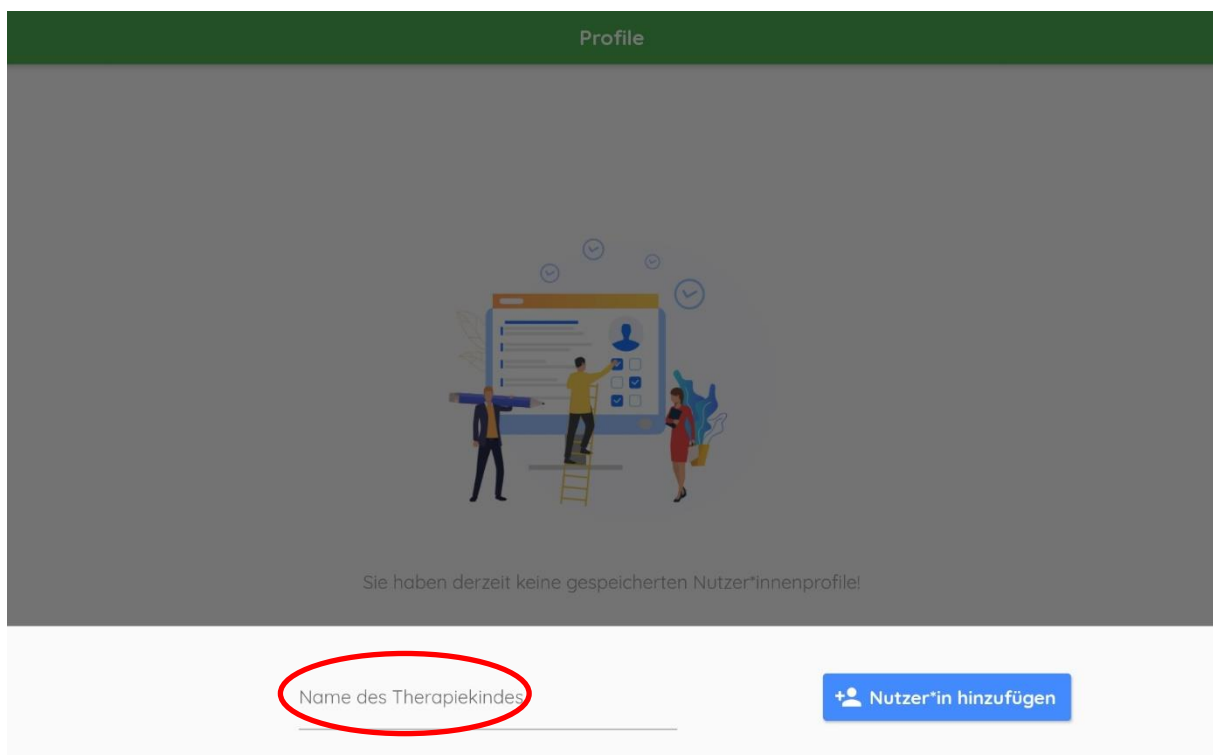 Profile
Sie haben derzeit keine gespeicherten Nutzer*innenprofile!
Name des Therapiekindes
Nutzer*in hinzufügen